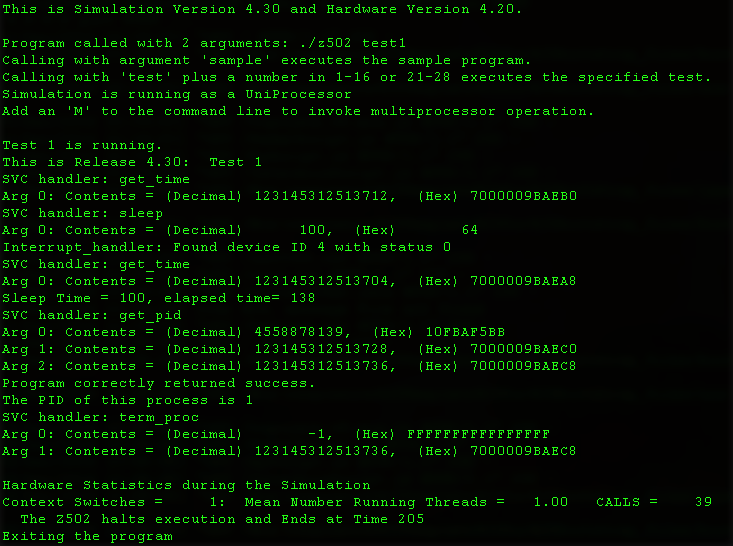 This is Simulation Version 4.30 and Hardware Version 4.20.

Program called with 2 arguments: ./z502 test1
Calling with argument 'sample' executes the sample program.
Calling with 'test' plus a number in 1-16 or 21-28 executes the specified test.
Simulation is running as a UniProcessor
Add an 'M' to the command line to invoke multiprocessor operation.

Test 1 is running.
This is Release 4.30:  Test 1
SVC handler: get_time
Arg 0: Contents = (Decimal) 123145312513712,  (Hex) 7000009BAEB0
SVC handler: sleep
Arg 0: Contents = (Decimal)      100,  (Hex)       64
Interrupt_handler: Found device ID 4 with status 0
SVC handler: get_time
Arg 0: Contents = (Decimal) 123145312513704,  (Hex) 7000009BAEA8
Sleep Time = 100, elapsed time= 138
SVC handler: get_pid
Arg 0: Contents = (Decimal) 4558878139,  (Hex) 10FBAF5BB
Arg 1: Contents = (Decimal) 123145312513728,  (Hex) 7000009BAEC0
Arg 2: Contents = (Decimal) 123145312513736,  (Hex) 7000009BAEC8
Program correctly returned success.
The PID of this process is 1
SVC handler: term_proc
Arg 0: Contents = (Decimal)       -1,  (Hex) FFFFFFFFFFFFFFFF
Arg 1: Contents = (Decimal) 123145312513736,  (Hex) 7000009BAEC8

Hardware Statistics during the Simulation
Context Switches =     1:  Mean Number Running Threads =   1.00   CALLS =    39
  The Z502 halts execution and Ends at Time 205
Exiting the program